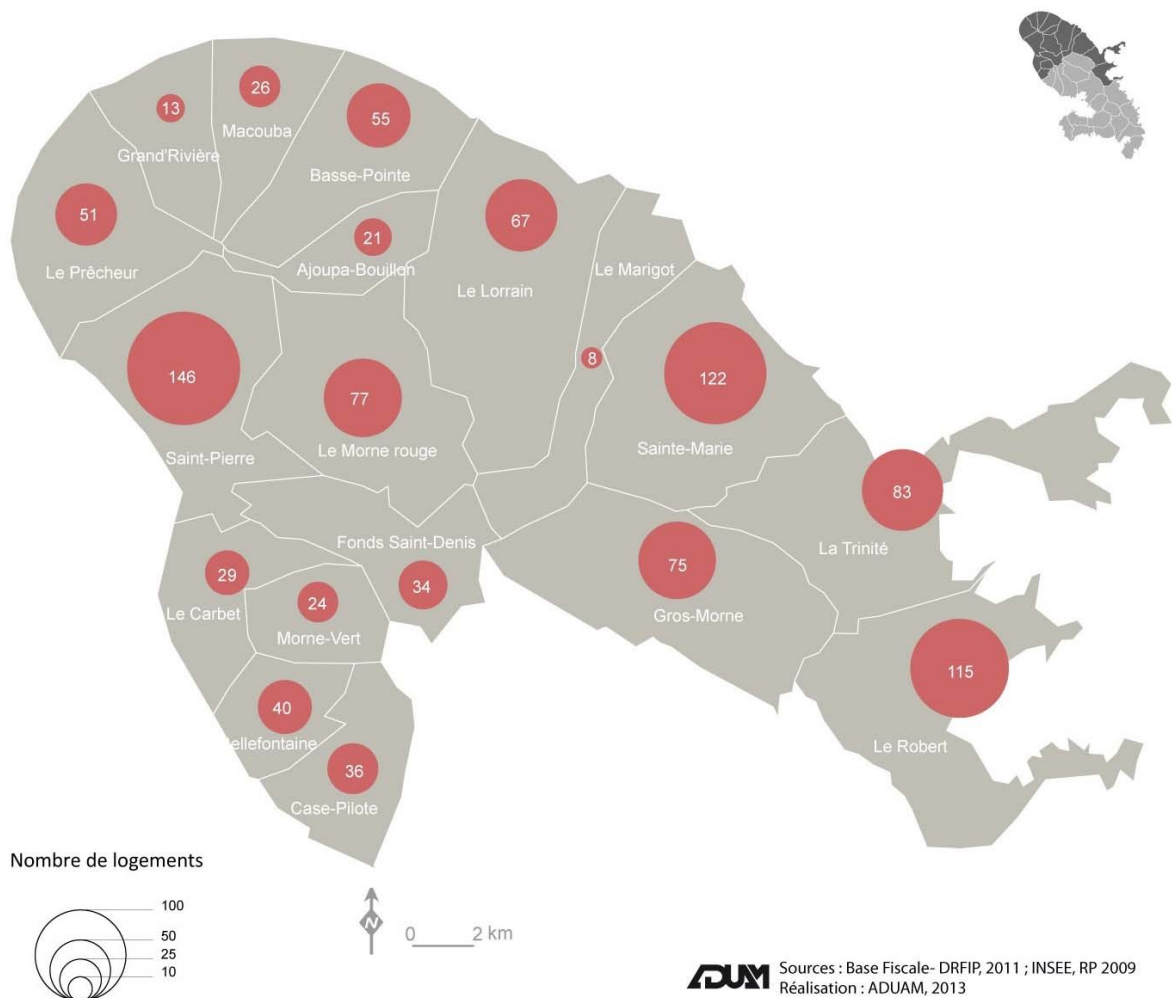 26
Macouba
13
Grand'Rivière
55
Basse-Pointe
51
Le Prêcheur
21
Ajoupa-Bouillon
67
Le Lorrain
Le Marigot
8
146
Saint-Pierre
77
Le Morne rouge
122
Sainte-Marie
83
La Trinité
Fonds Saint-Denis
34
75
Gros-Morne
29
Le Carbet
24
Morne-Vert
115
Le Robert
40
ellefontaine
36
Case-Pilote
Nombre de logements
100
50
25
10
N
0 2 km
ADUAM
Sources : Base Fiscale- DRFIP, 2011 ; INSEE, RP 2009
Réalisation : ADUAM, 2013